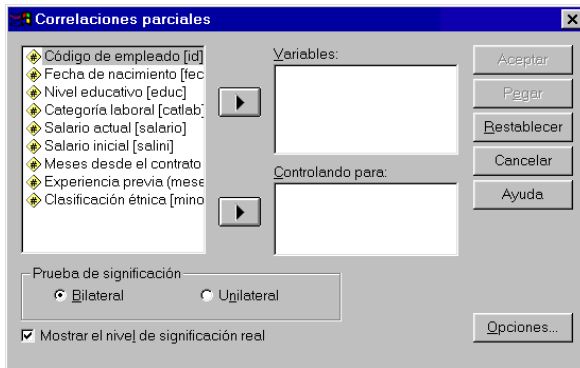 Correlaciones parciales
Código de empleado [id]
Fecha de nacimiento [fec
Nivel educativo [educ]
Categoría laboral [catlab]
Salario actual [salario]
Salario inicial [salini]
Meses desde el contrato
Experiencia previa (mese
Clasificación étnica [mino
Variables:
Controlando para:
Aceptar
Pegar
Restablecer
Cancelar
Ayuda
Prueba de significación
Bilateral
Unilateral
Mostrar el nivel de significación real
Opciones...